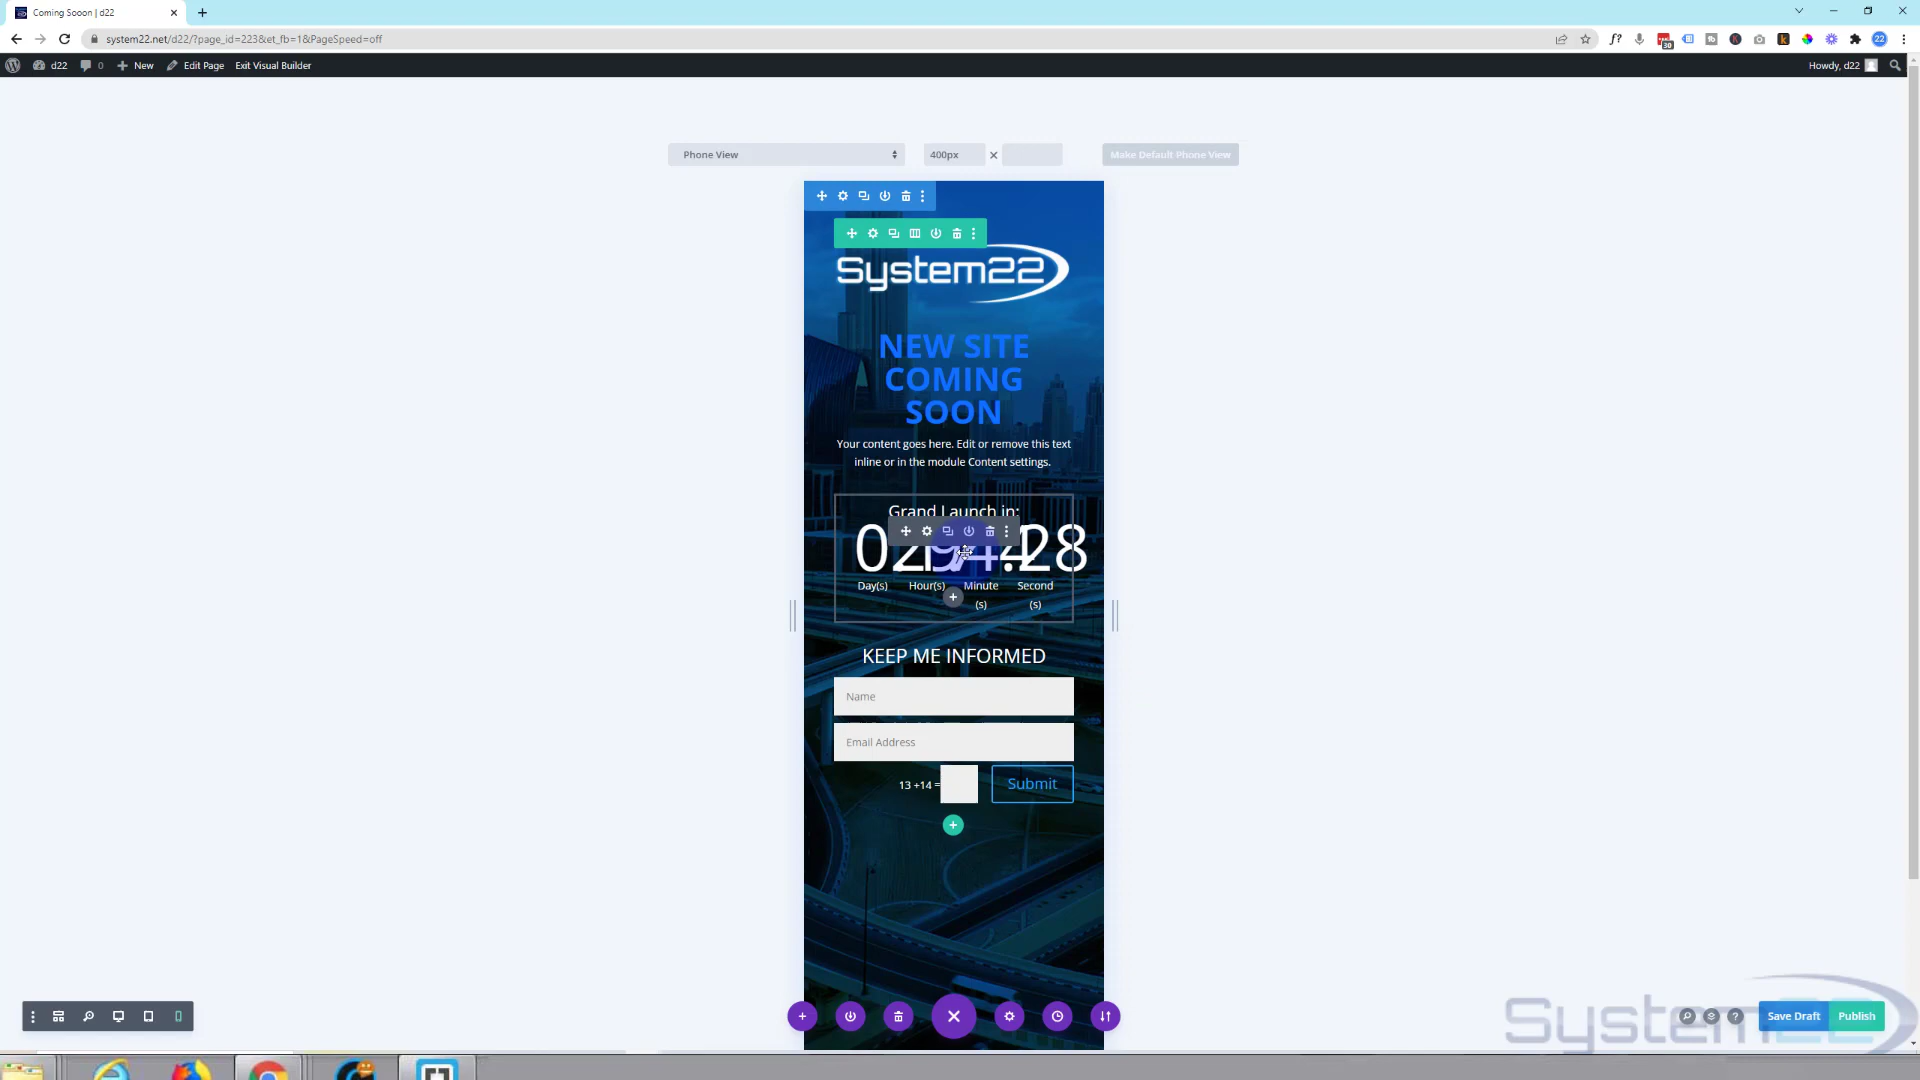 Coming Sooon | d22
system22.net/d22/?page_id=223&et_fb=1&PageSpeed=off
d22 0 New Edit Page Exit Visual Builder
Howdy, d22
Phone View 400px Make Default Phone View
System22
NEW SITE
COMING
SOON
Your content goes here. Edit or remove this text
inline or in the module Content settings.
Grand Launch in:
Day(s) Hour(s) Minute Second
(s) (s)
KEEP ME INFORMED
Name
Email Address
13 +14 = Submit
Save Draft Publish
System22